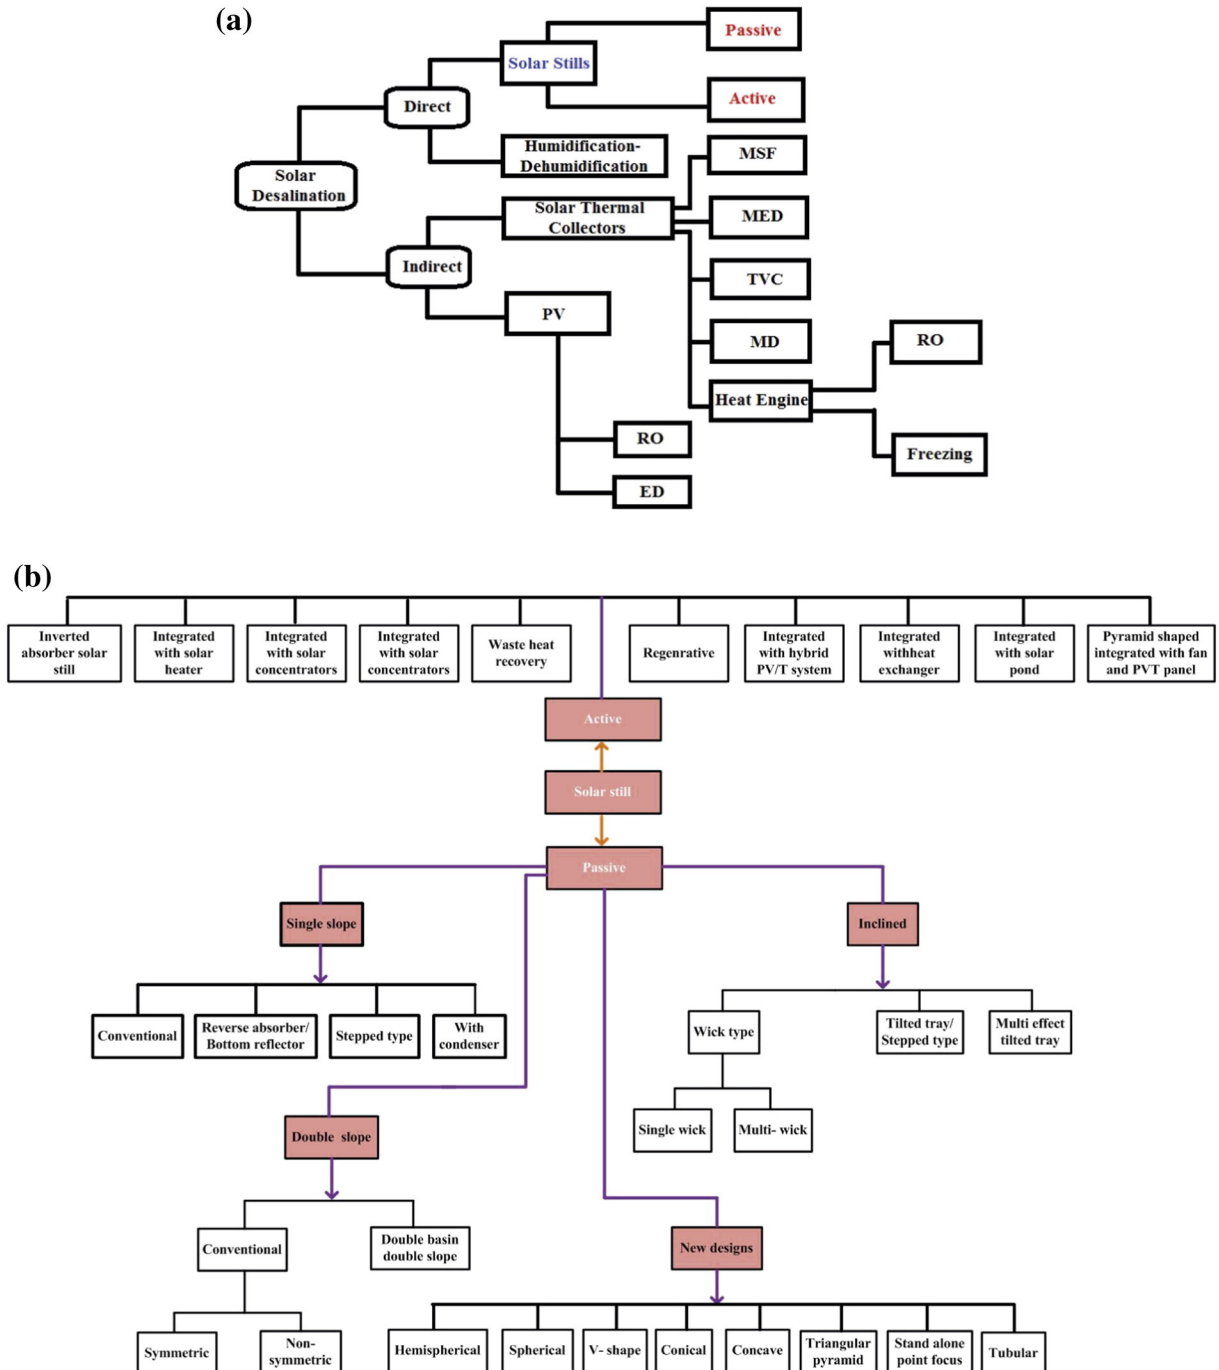 (a)
Passive
Solar Stills
Active
Direct
Humidification-
Dehumidification
MSF
Solar
Desalination
Solar Thermal
Collectors
MED
Indirect
TVC
PV
MD
RO
Heat Engine
RO
Freezing
ED
(b)
Inverted
absorber solar
still
Integrated
with solar
heater
Integrated
with solar
concentrators
Integrated
with solar
concentrators
Waste heat
recovery
Regenrative
Integrated
with hybrid
PV/T system
Integrated
withheat
exchanger
Integrated
with solar
pond
Pyramid shaped
integrated with fan
and PVT panel
Active
Solar still
Passive
Single slope
Inclined
Conventional
Reverse absorber/
Bottom reflector
Stepped type
With
condenser
Wick type
Tilted tray/
Stepped type
Multi effect
tilted tray
Single wick
Multi- wick
Double slope
Conventional
Double basin
double slope
New designs
Symmetric
Non-
symmetric
Hemispherical
Spherical
V- shape
Conical
Concave
Triangular
pyramid
Stand alone
point focus
Tubular